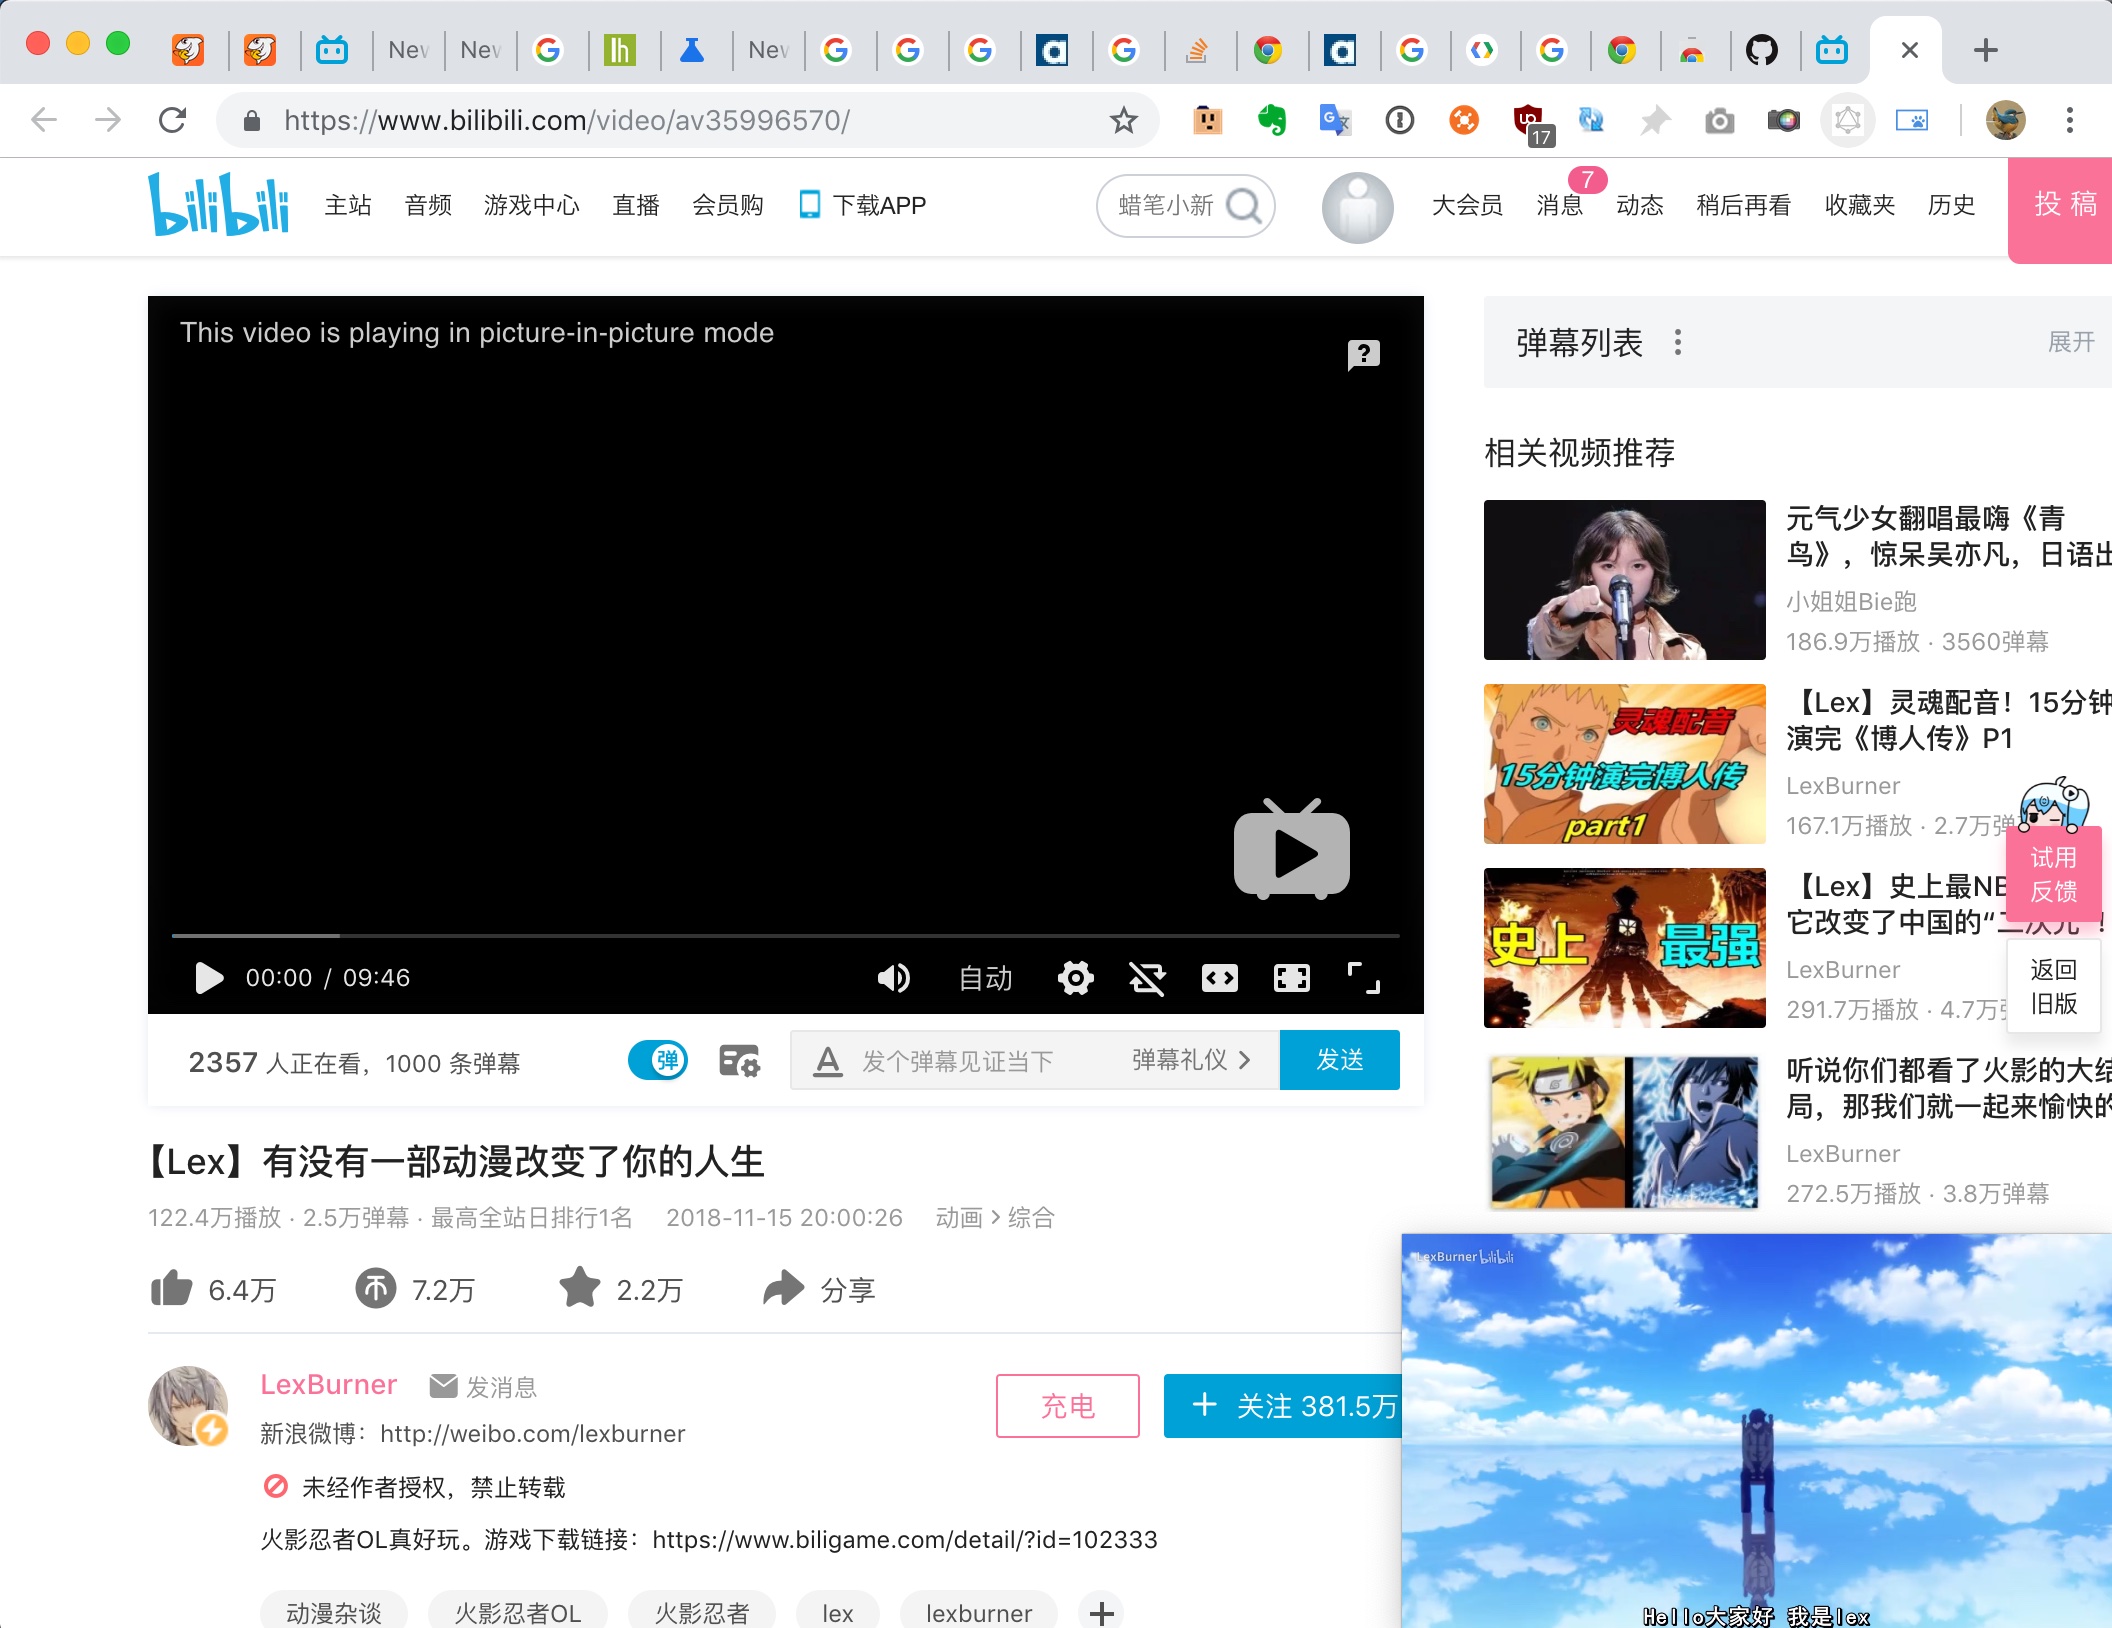 New
New
New
https://www.bilibili.com/video/av35996570/
17
bilibili
主站
音频
游戏中心
直播
会员购
下载APP
蜡笔小新
大会员
消息
7
动态
稍后再看
收藏夹
历史
投稿
This video is playing in picture-in-picture mode
00:00 / 09:46
自动
2357 人正在看，1000 条弹幕
弹
发个弹幕见证当下
弹幕礼仪
发送
【Lex】有没有一部动漫改变了你的人生
122.4万播放 · 2.5万弹幕 · 最高全站日排行1名 2018-11-15 20:00:26 动画 > 综合
6.4万
7.2万
2.2万
分享
LexBurner
发消息
新浪微博：http://weibo.com/lexburner
充电
+ 关注 381.5万
未经作者授权，禁止转载
火影忍者OL真好玩。游戏下载链接：https://www.biligame.com/detail/?id=102333
动漫杂谈
火影忍者OL
火影忍者
lex
lexburner
弹幕列表
展开
相关视频推荐
元气少女翻唱最嗨《青
鸟》，惊呆吴亦凡，日语出
小姐姐Bie跑
186.9万播放 · 3560弹幕
灵魂配音
15分钟演完博人传
part1
【Lex】灵魂配音！15分钟
演完《博人传》P1
LexBurner
167.1万播放 · 2.7万弹
史上
最强
【Lex】史上最NB
它改变了中国的“二次元”！
LexBurner
291.7万播放 · 4.7万
试用
反馈
返回
旧版
听说你们都看了火影的大结
局，那我们就一起来愉快的
LexBurner
272.5万播放 · 3.8万弹幕
LexBurner bilibili
Hello大家好 我是lex